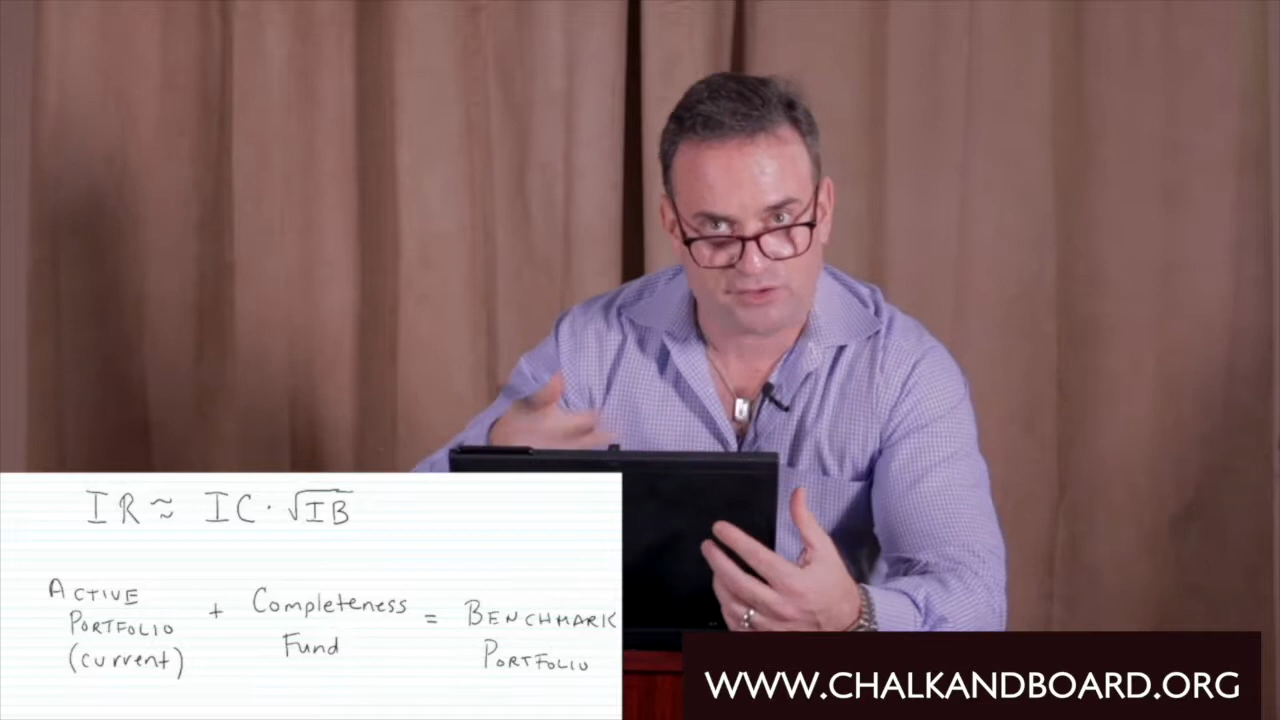 IR ≈ IC · √IB
ACTIVE + Completeness = BENCHMARK
PORTFOLIO Fund PORTFOLIO
(current)
WWW.CHALKANDBOARD.ORG